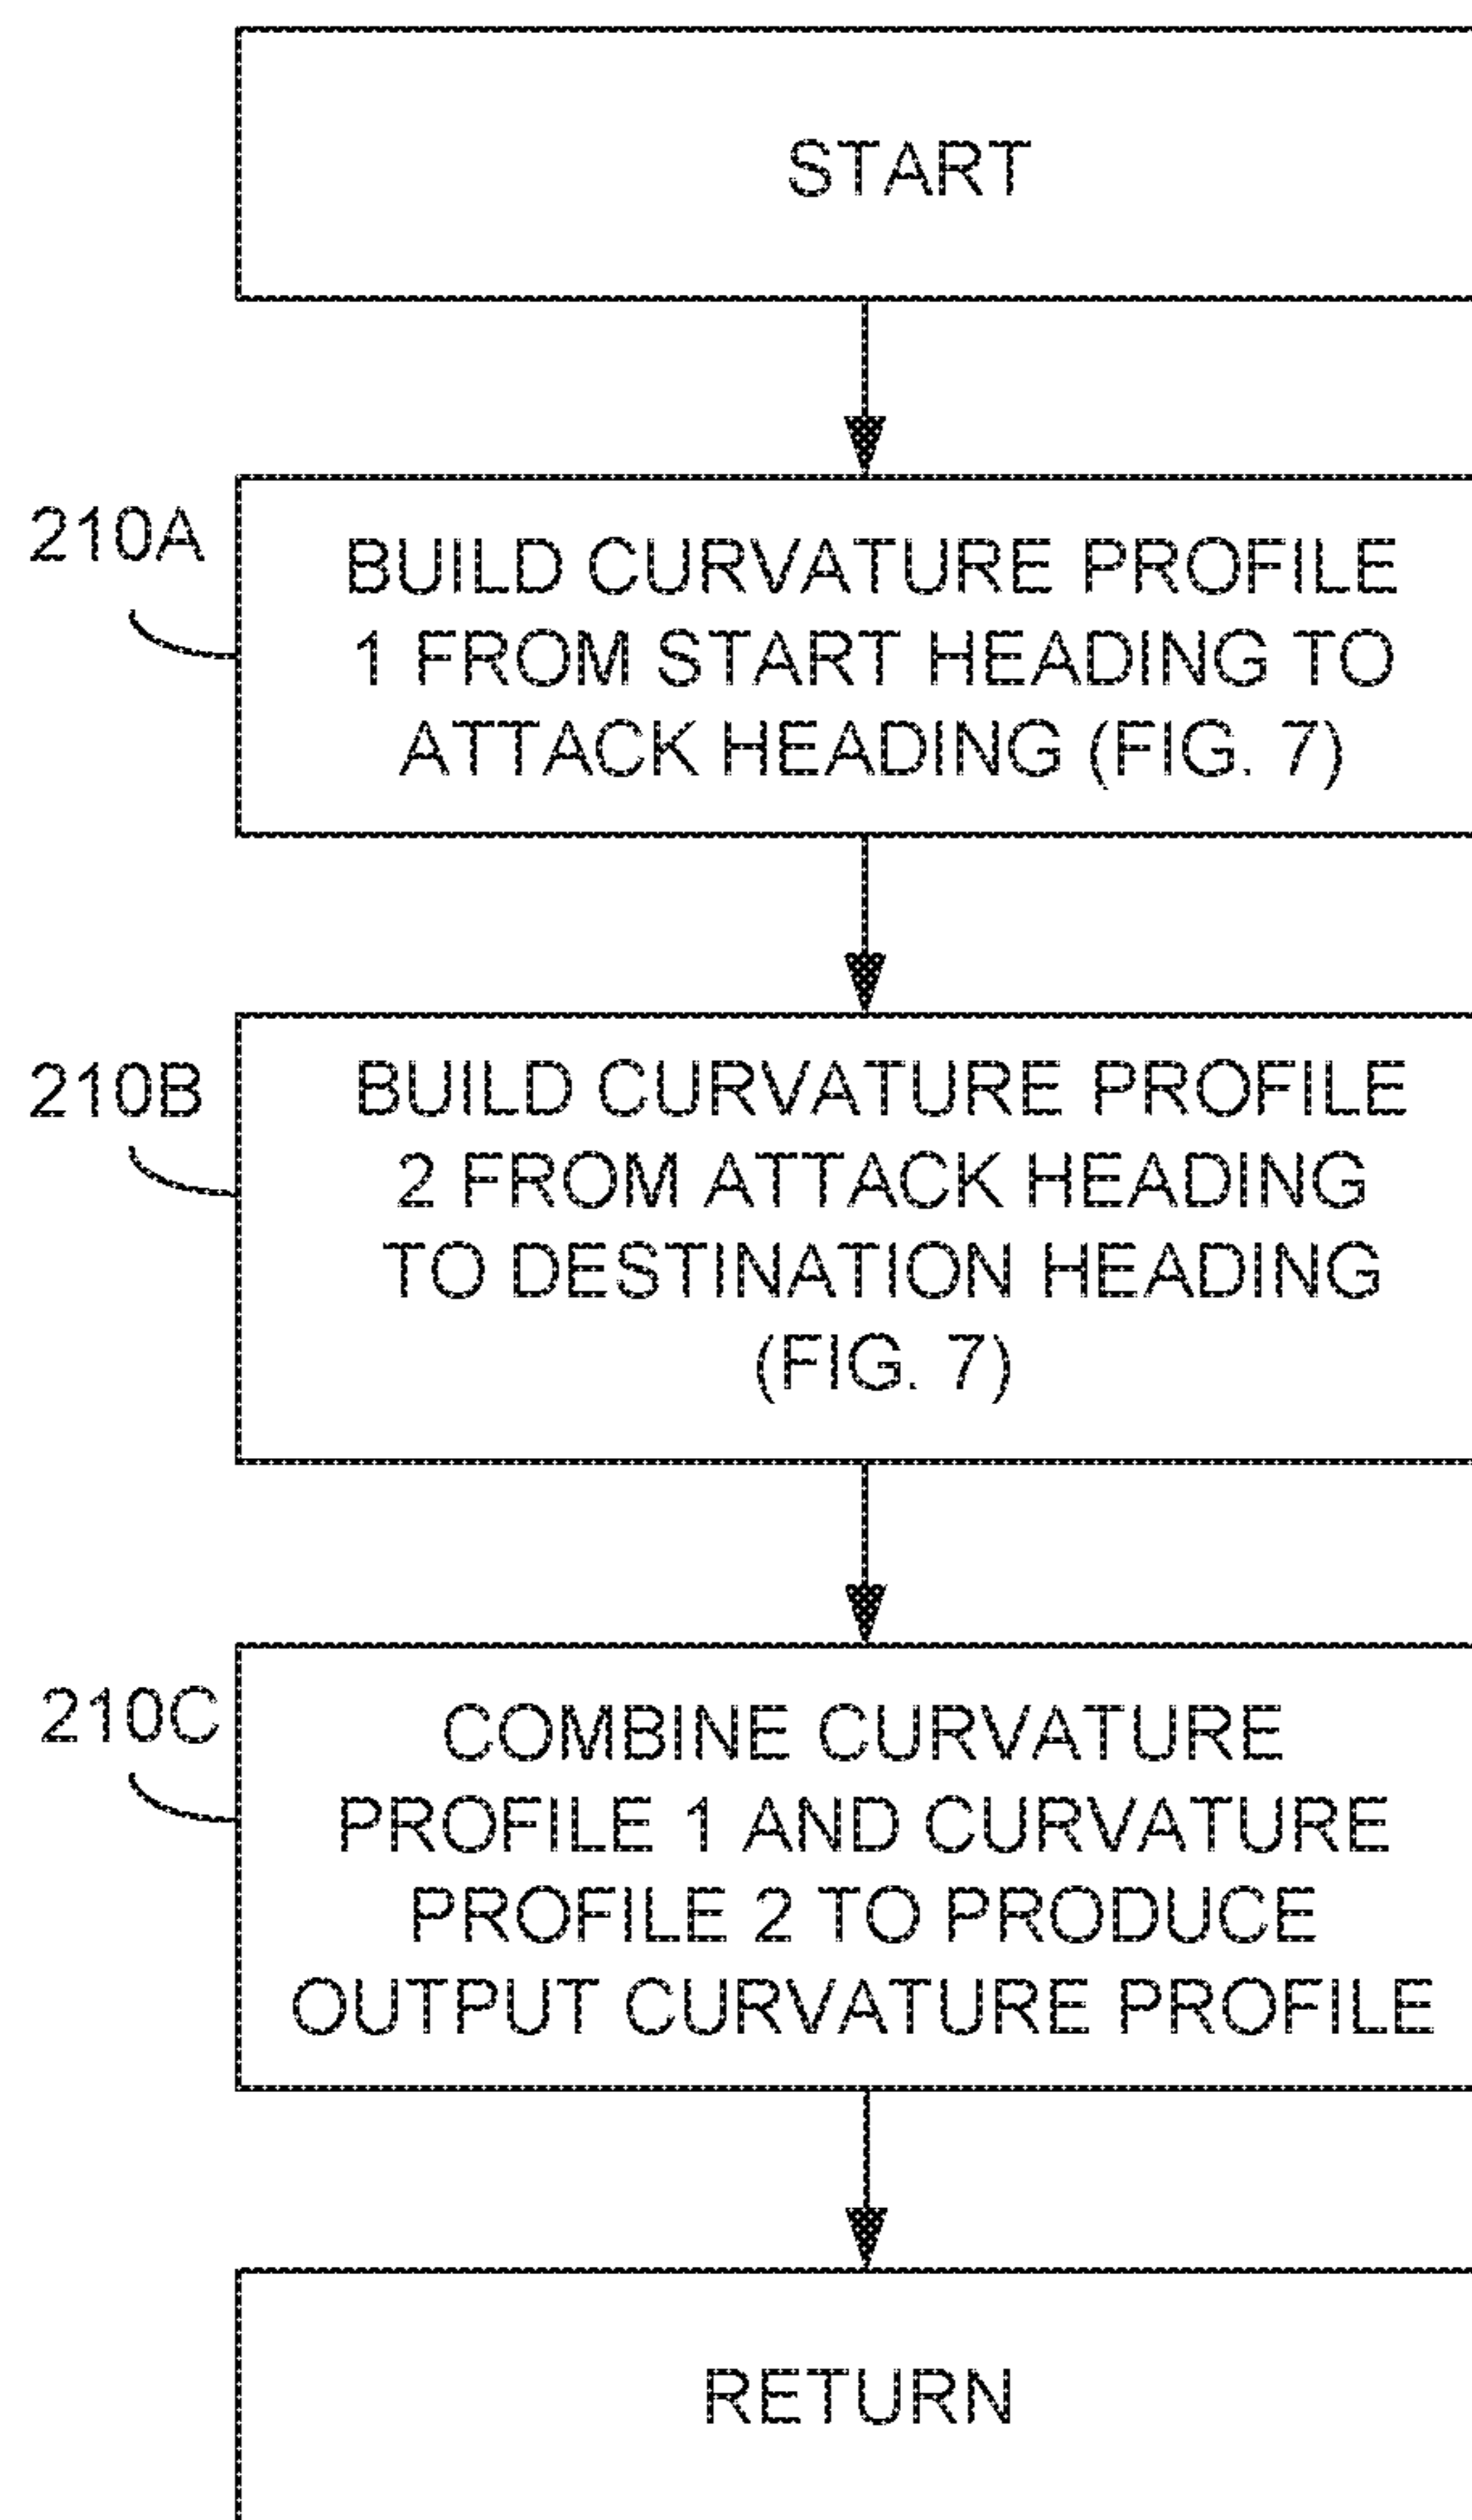 START
210A
BUILD CURVATURE PROFILE
1 FROM START HEADING TO
ATTACK HEADING (FIG. 7)
210B
BUILD CURVATURE PROFILE
2 FROM ATTACK HEADING
TO DESTINATION HEADING
(FIG. 7)
210C
COMBINE CURVATURE
PROFILE 1 AND CURVATURE
PROFILE 2 TO PRODUCE
OUTPUT CURVATURE PROFILE
RETURN